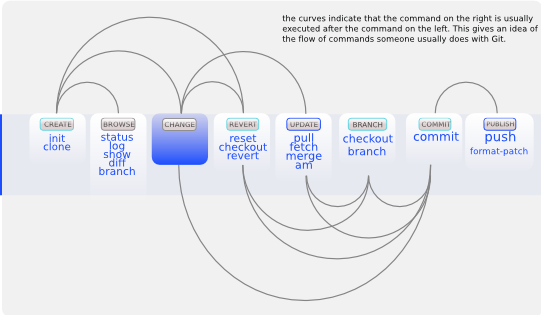 the curves indicate that the command on the right is usually
executed after the command on the left. This gives an idea of
the flow of commands someone usually does with Git.
CREATE
init
clone
BROWSE
status
log
show
diff
branch
CHANGE
REVERT
reset
checkout
revert
UPDATE
pull
fetch
merge
am
BRANCH
checkout
branch
COMMIT
commit
PUBLISH
push
format-patch